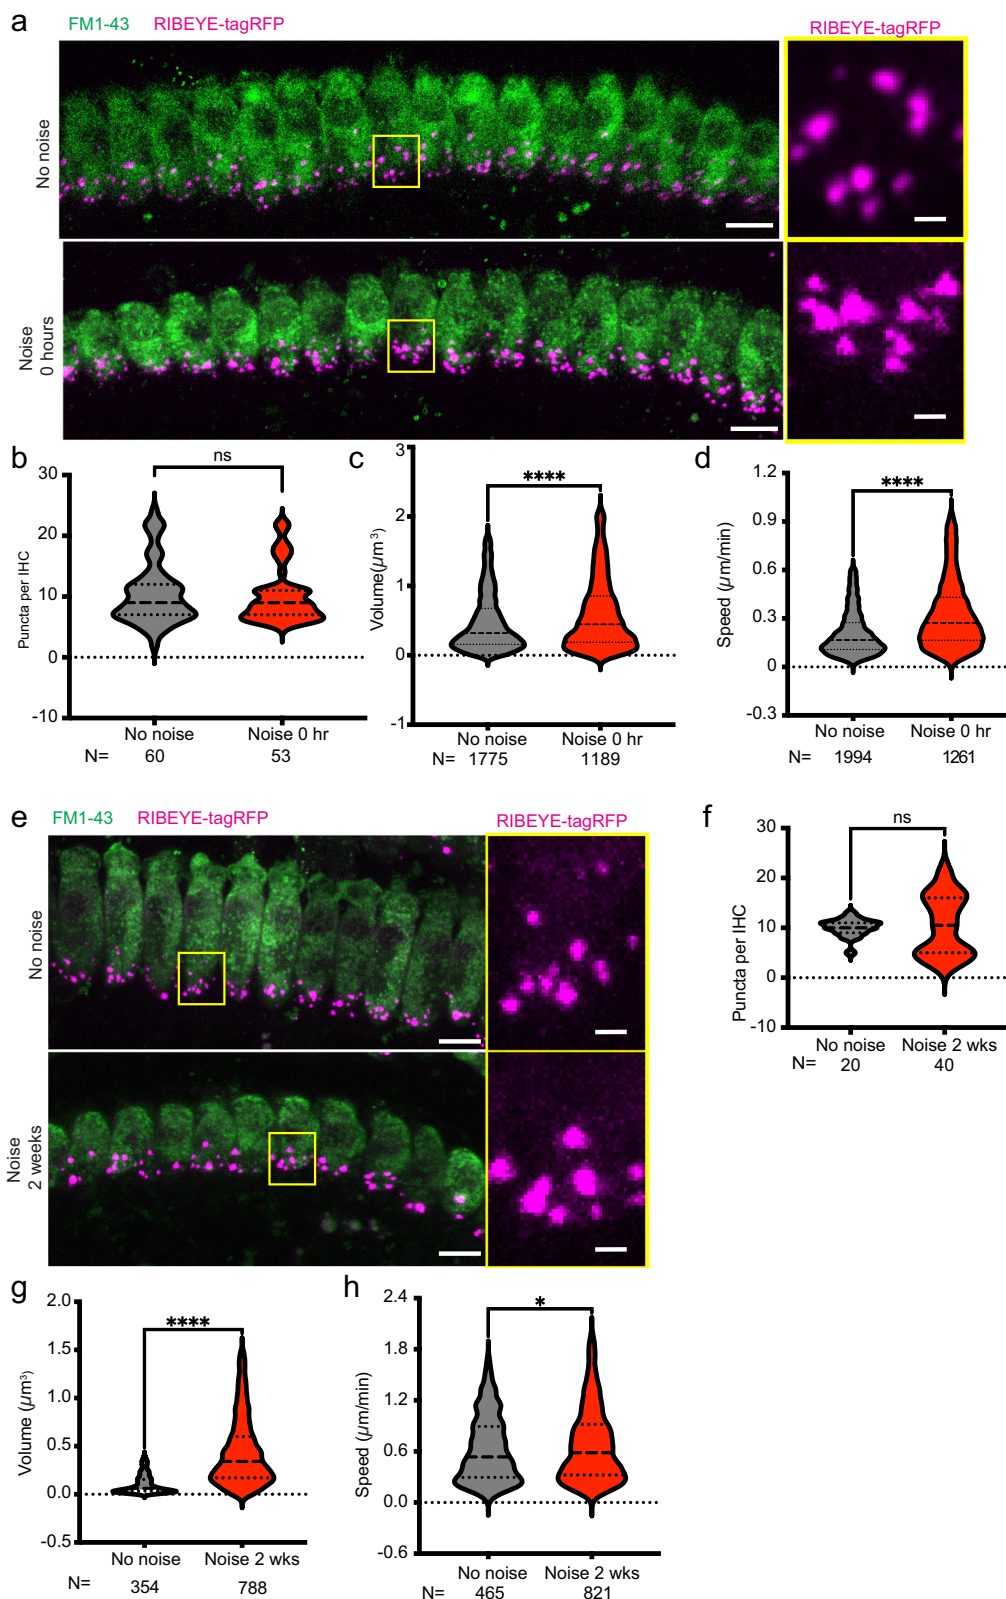 a
FM1-43 RIBEYE-tagRFP
RIBEYE-tagRFP
No noise
Noise
0 hours
b
ns
30
20
10
0
-10
Puncta per IHC
No noise Noise 0 hr
N= 60 53
c
****
3
2
1
0
-1
Volume(µm³)
No noise Noise 0 hr
N= 1775 1189
d
****
1.2
0.9
0.6
0.3
0
-0.3
Speed (µm/min)
No noise Noise 0 hr
N= 1994 1261
e
FM1-43 RIBEYE-tagRFP
RIBEYE-tagRFP
No noise
Noise
2 weeks
f
ns
30
20
10
0
-10
Puncta per IHC
No noise Noise 2 wks
N= 20 40
g
****
2.0
1.5
1.0
0.5
0.0
-0.5
Volume (µm³)
No noise Noise 2 wks
N= 354 788
h
*
2.4
1.8
1.2
0.6
0.0
-0.6
Speed (µm/min)
No noise Noise 2 wks
N= 465 821